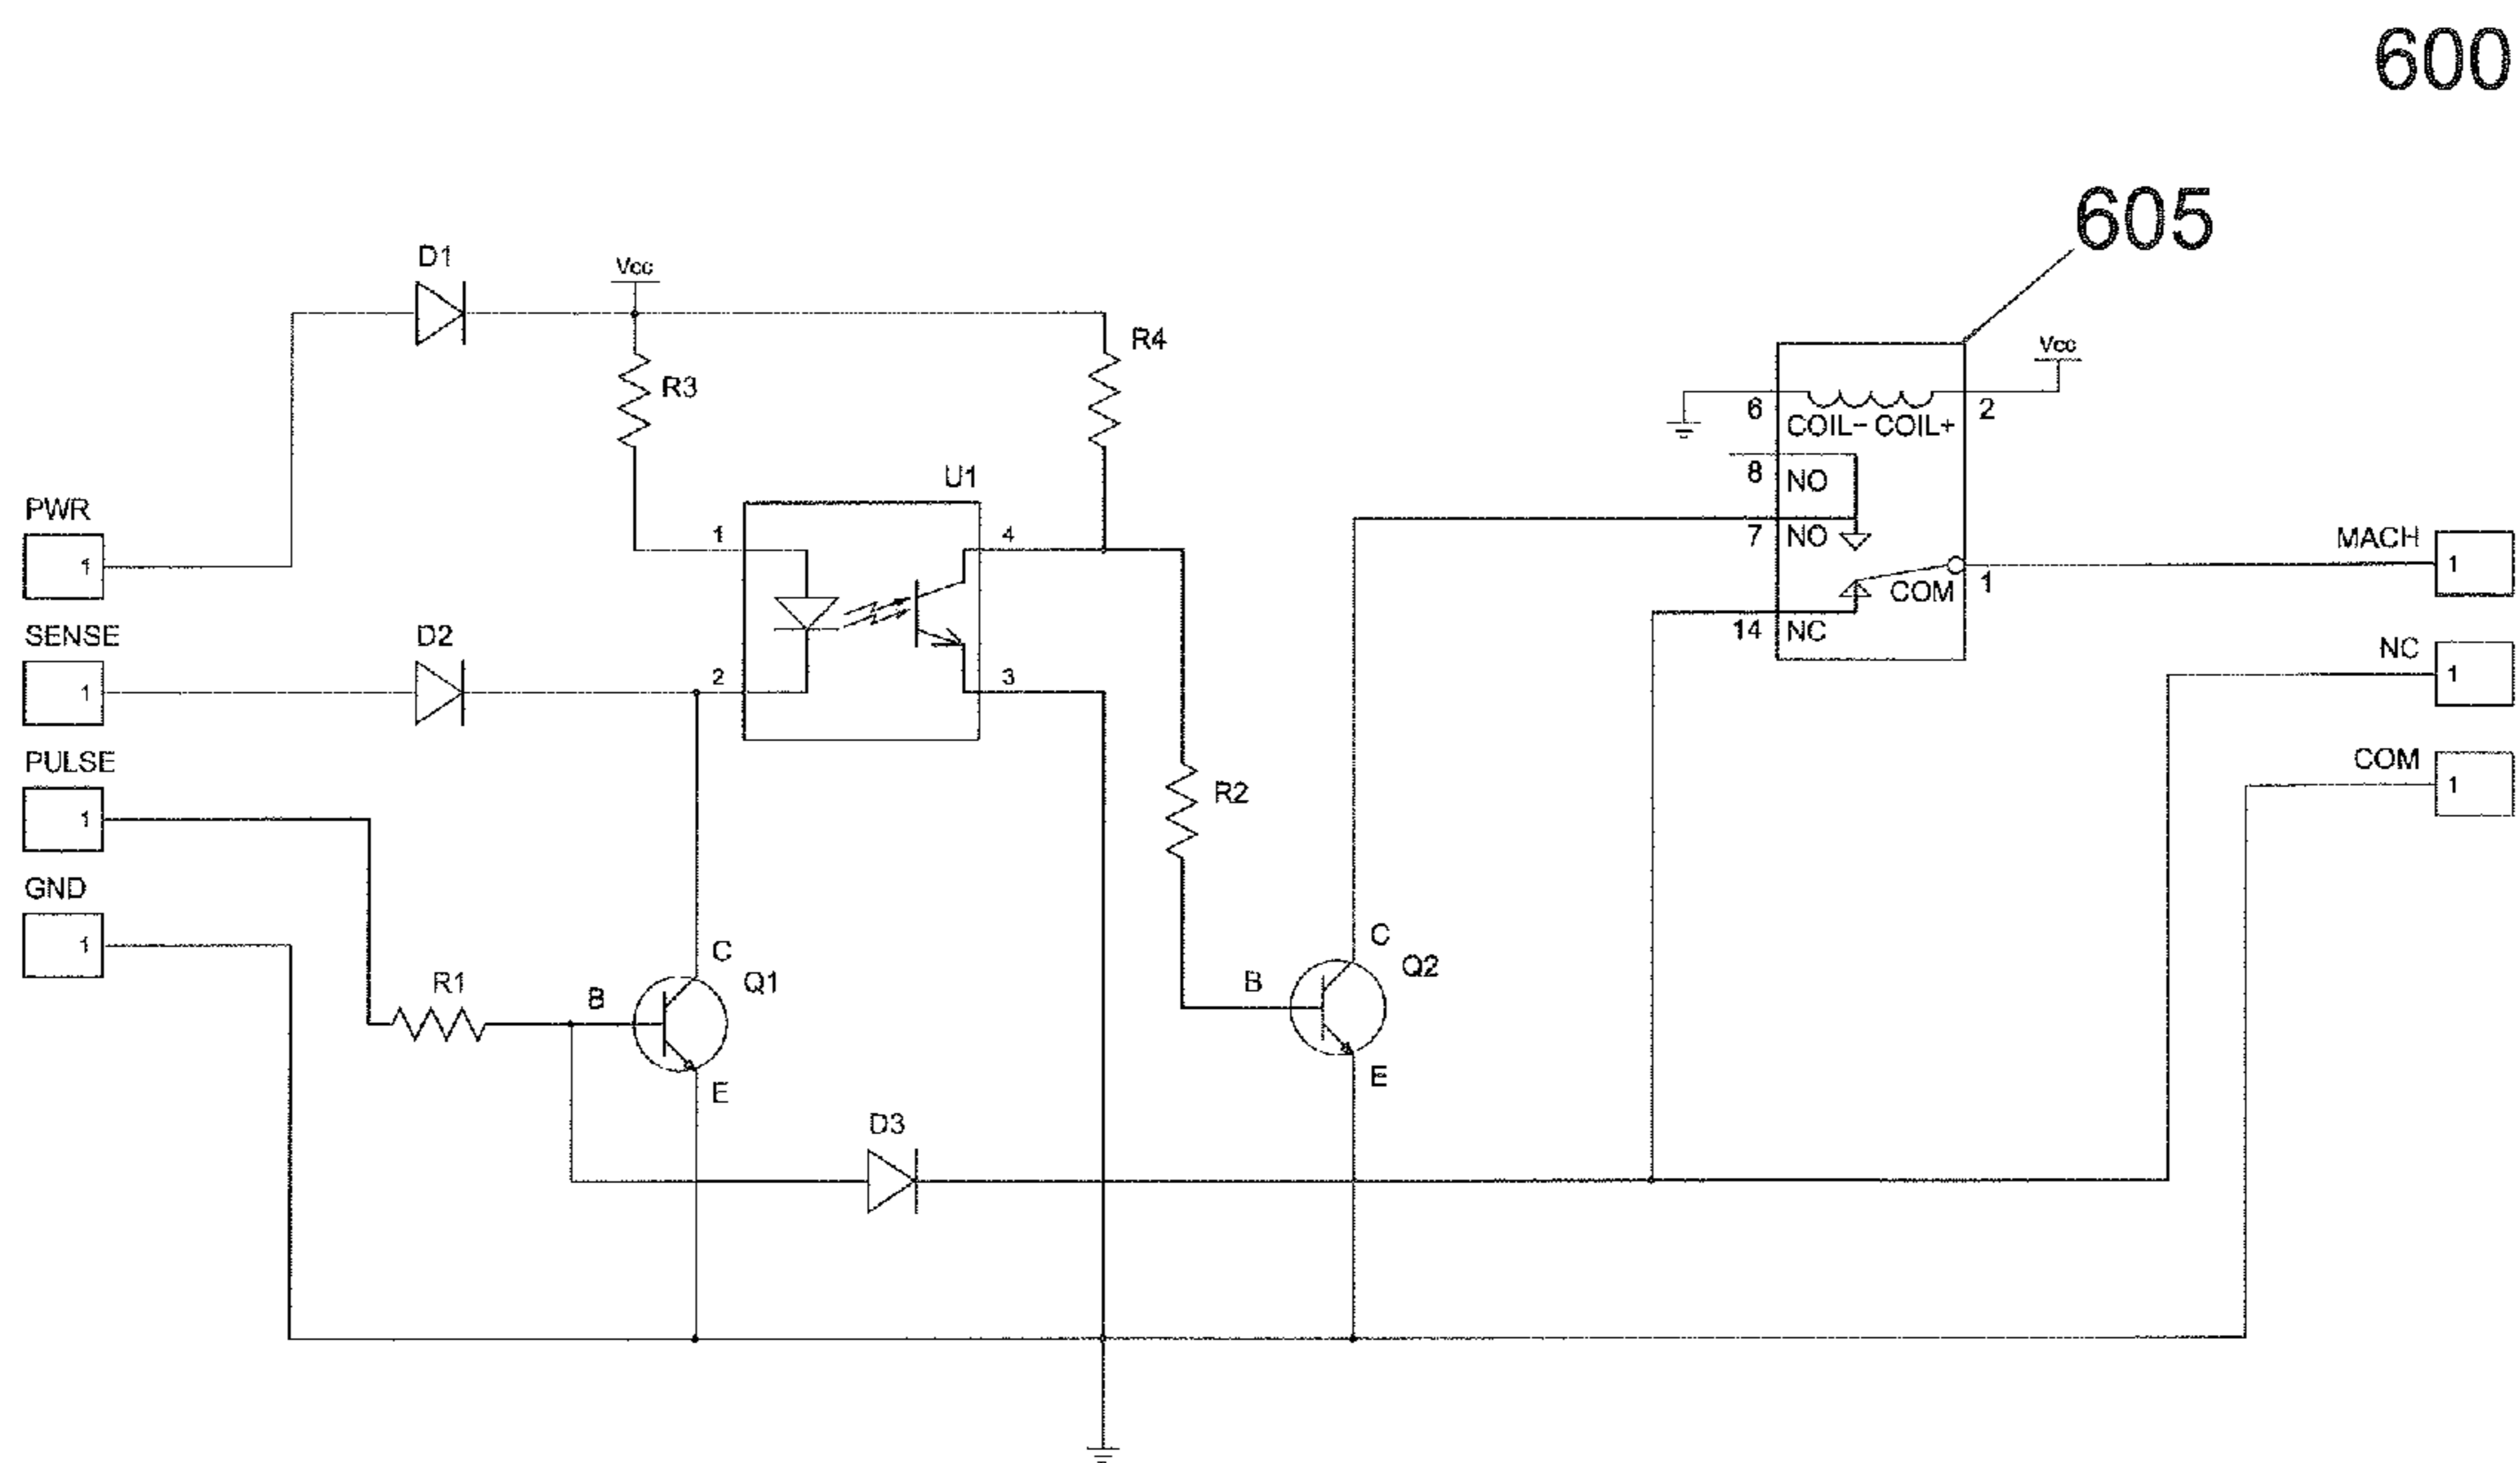 600
605
D1
Vcc
R4
R3
Vcc
6
2
COIL- COIL+
8
NO
7
NO
COM
1
14
NC
U1
1
4
2
3
PWR
1
SENSE
1
D2
PULSE
1
GND
1
R1
B
C
Q1
E
D3
R2
B
C
Q2
E
MACH
1
NC
1
COM
1